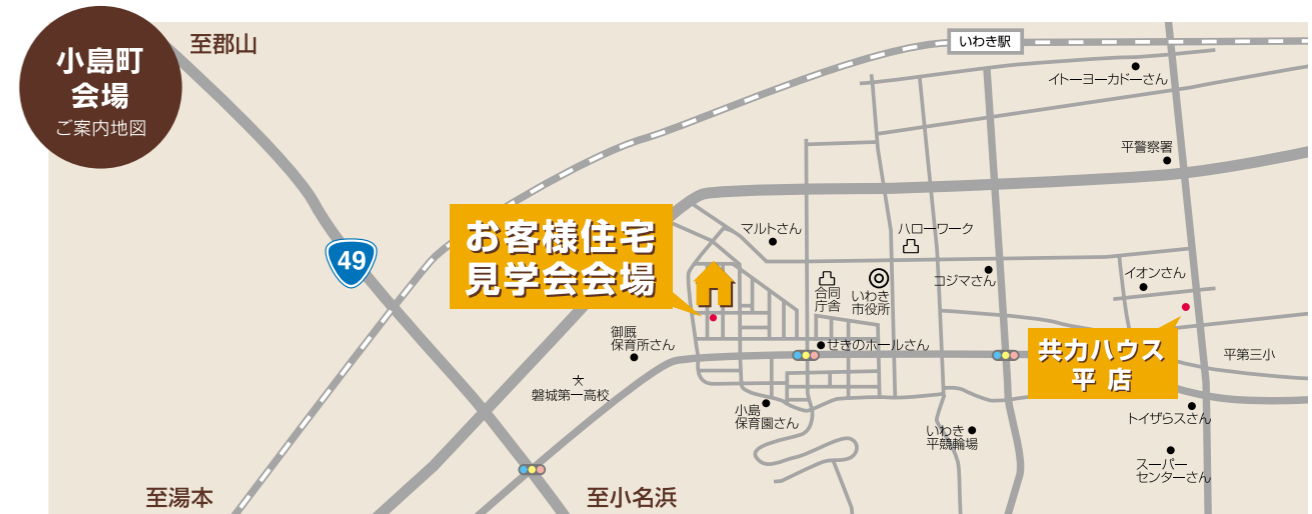 小島町
会場
ご案内地図
至郡山
いわき駅
イトーヨーカドーさん
平警察署
49
お客様住宅
見学会会場
マルトさん
ハローワーク
合同
庁舎
いわき
市役所
コジマさん
イオンさん
御厩
保育所さん
せきのホールさん
共力ハウス
平 店
平第三小
磐城第一高校
小島
保育園さん
いわき
平競輪場
トイザらスさん
スーパー
センターさん
至湯本
至小名浜